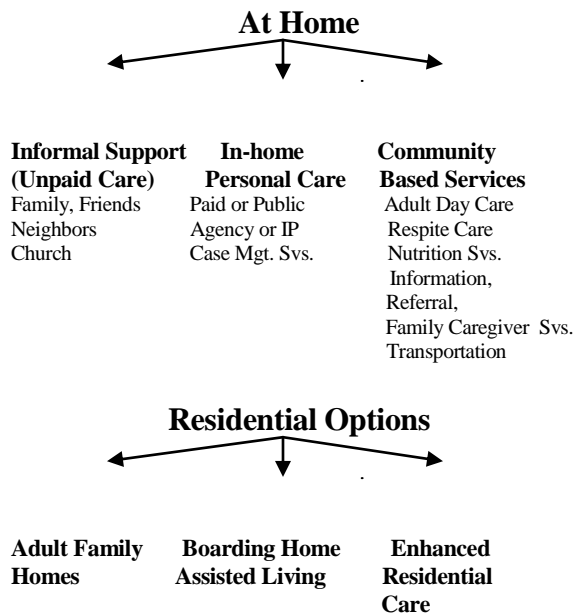 At Home
Informal Support
(Unpaid Care)
Family, Friends
Neighbors
Church
In-home
Personal Care
Paid or Public
Agency or IP
Case Mgt. Svs.
Community
Based Services
Adult Day Care
Respite Care
Nutrition Svs.
Information,
Referral,
Family Caregiver Svs.
Transportation
Residential Options
Adult Family
Homes
Boarding Home
Assisted Living
Enhanced
Residential
Care